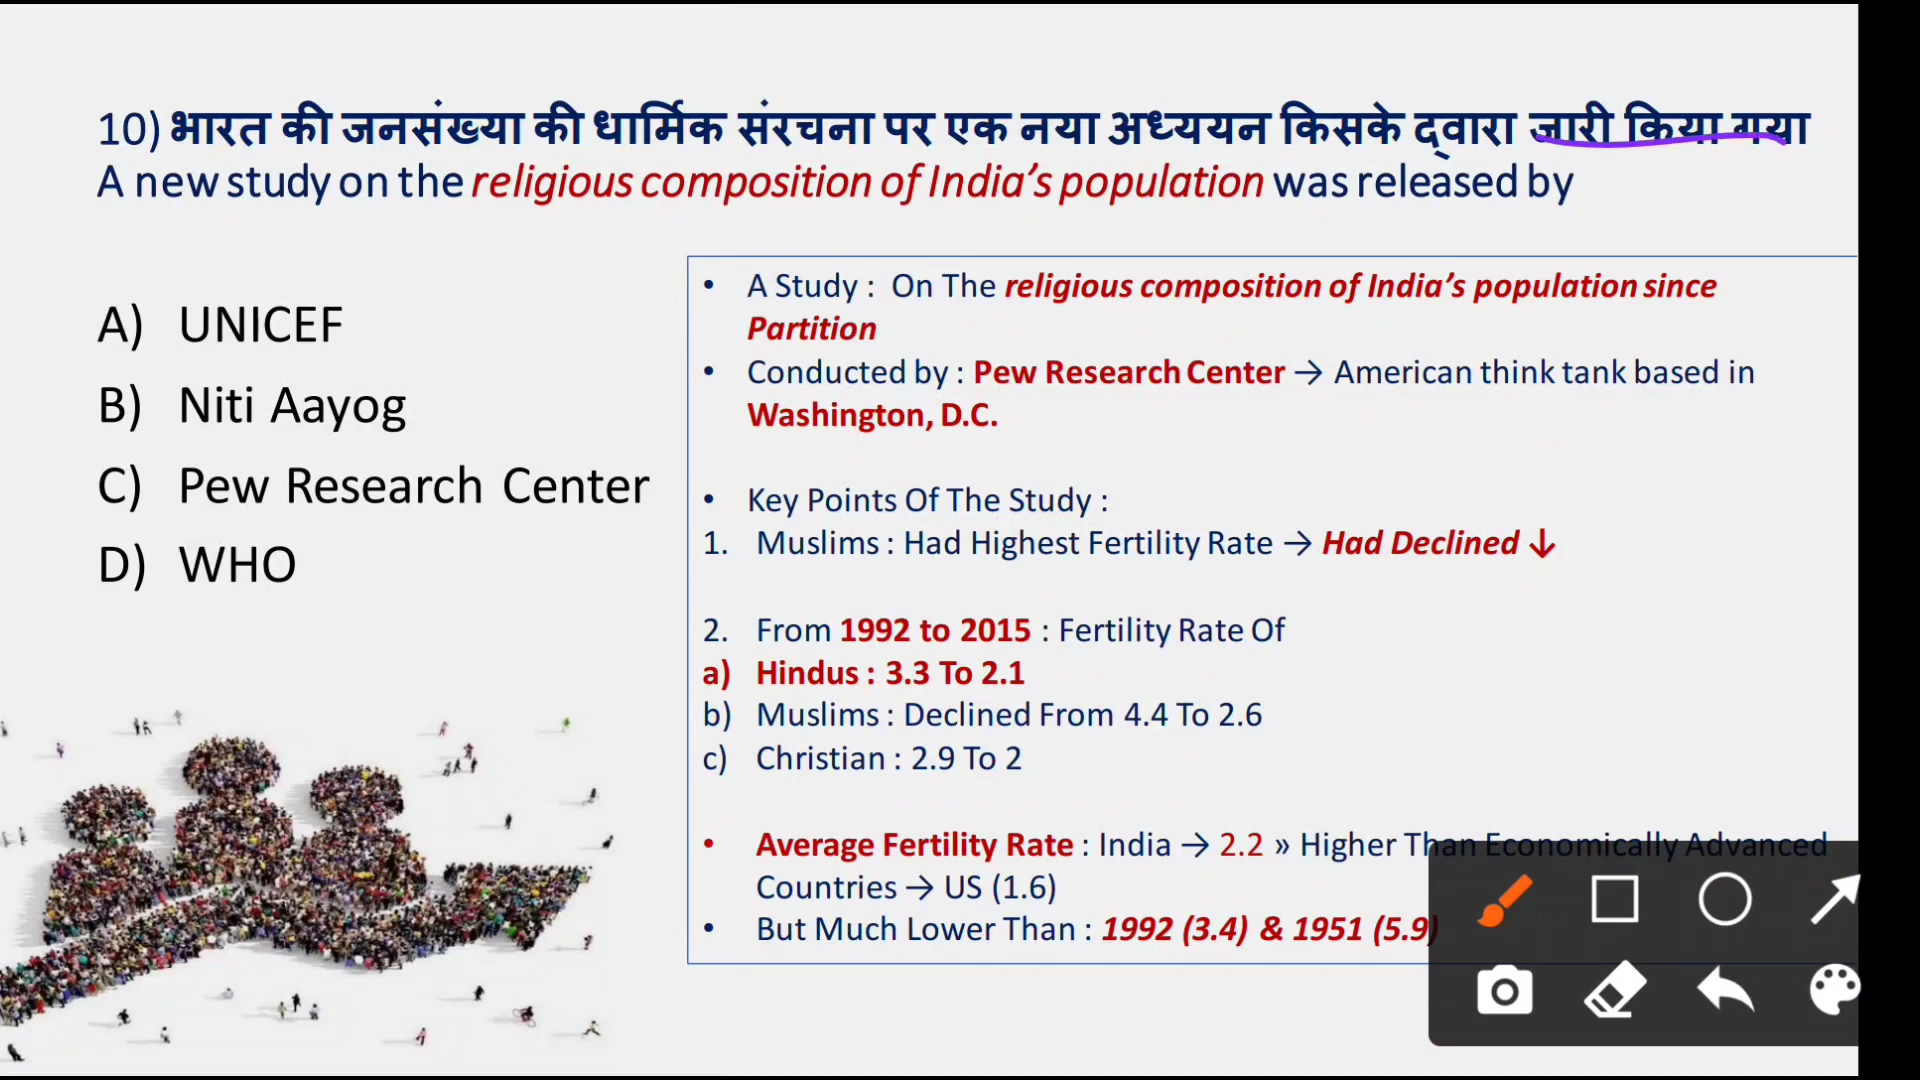 10) भारत की जनसंख्या की धार्मिक संरचना पर एक नया अध्ययन किसके द्वारा जारी किया गया
A new study on the religious composition of India's population was released by
A) UNICEF
B) Niti Aayog
C) Pew Research Center
D) WHO
• A Study : On The religious composition of India's population since
Partition
• Conducted by : Pew Research Center → American think tank based in
Washington, D.C.
• Key Points Of The Study :
1. Muslims : Had Highest Fertility Rate → Had Declined ↓
2. From 1992 to 2015 : Fertility Rate Of
a) Hindus : 3.3 To 2.1
b) Muslims : Declined From 4.4 To 2.6
c) Christian : 2.9 To 2
• Average Fertility Rate : India → 2.2 » Higher Than Economically Advanced
Countries → US (1.6)
• But Much Lower Than : 1992 (3.4) & 1951 (5.9)